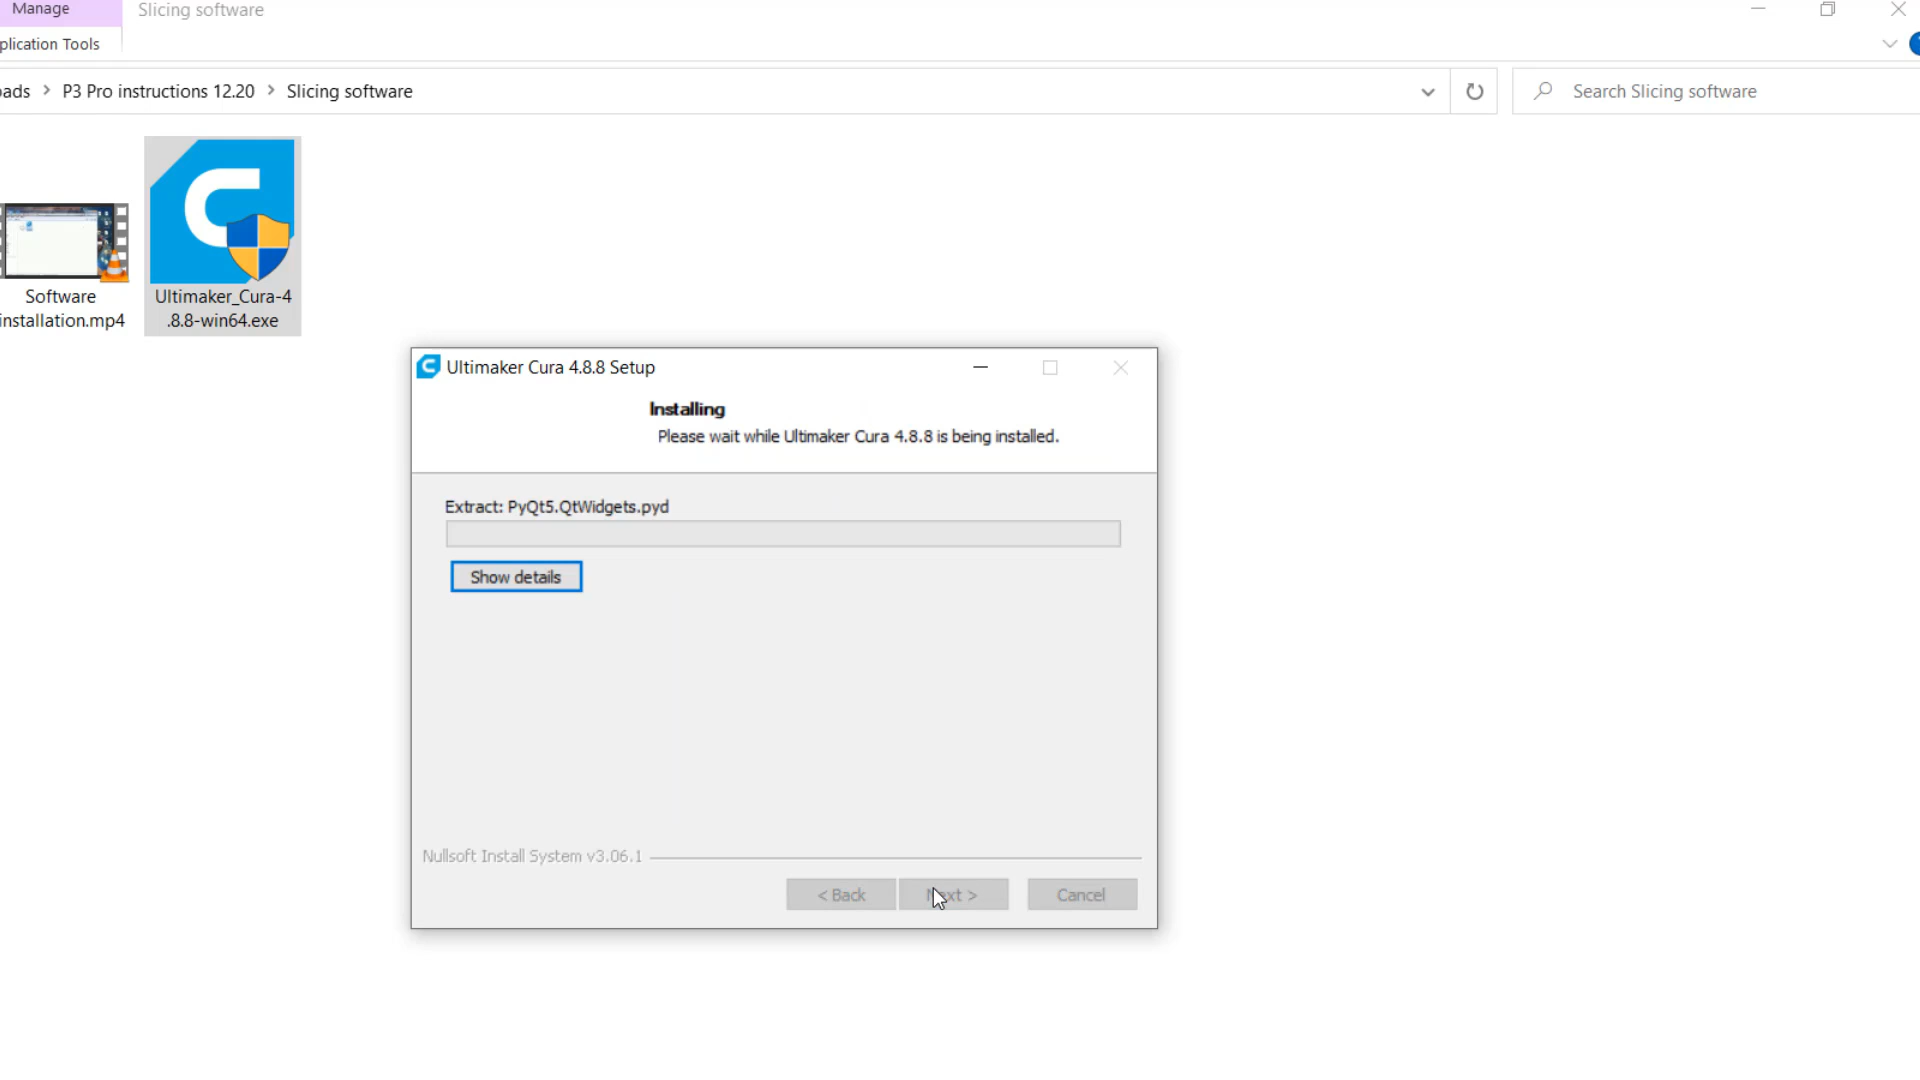 Manage
Slicing software
plication Tools
oads > P3 Pro instructions 12.20 > Slicing software
Search Slicing software
Software
installation.mp4
Ultimaker_Cura-4
.8.8-win64.exe
Ultimaker Cura 4.8.8 Setup
Installing
Please wait while Ultimaker Cura 4.8.8 is being installed.
Extract: PyQt5.QtWidgets.pyd
Show details
Nullsoft Install System v3.06.1
< Back
Next >
Cancel